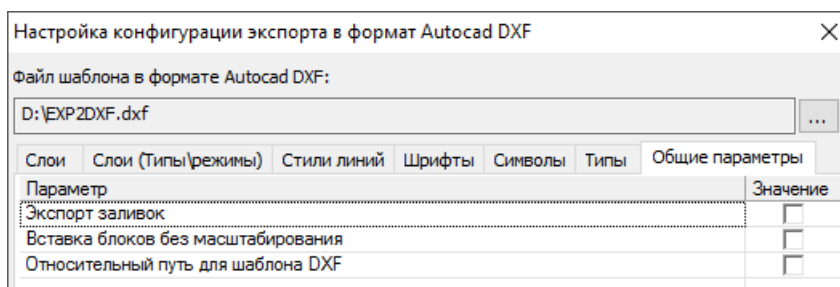 Настройка конфигурации экспорта в формат Autocad DXF
Файл шаблона в формате Autocad DXF:
D:\EXP2DXF.dxf ...
Слои Слои (Типы\режимы) Стили линий Шрифты Символы Типы Общие параметры
Параметр Значение
Экспорт заливок
Вставка блоков без масштабирования
Относительный путь для шаблона DXF